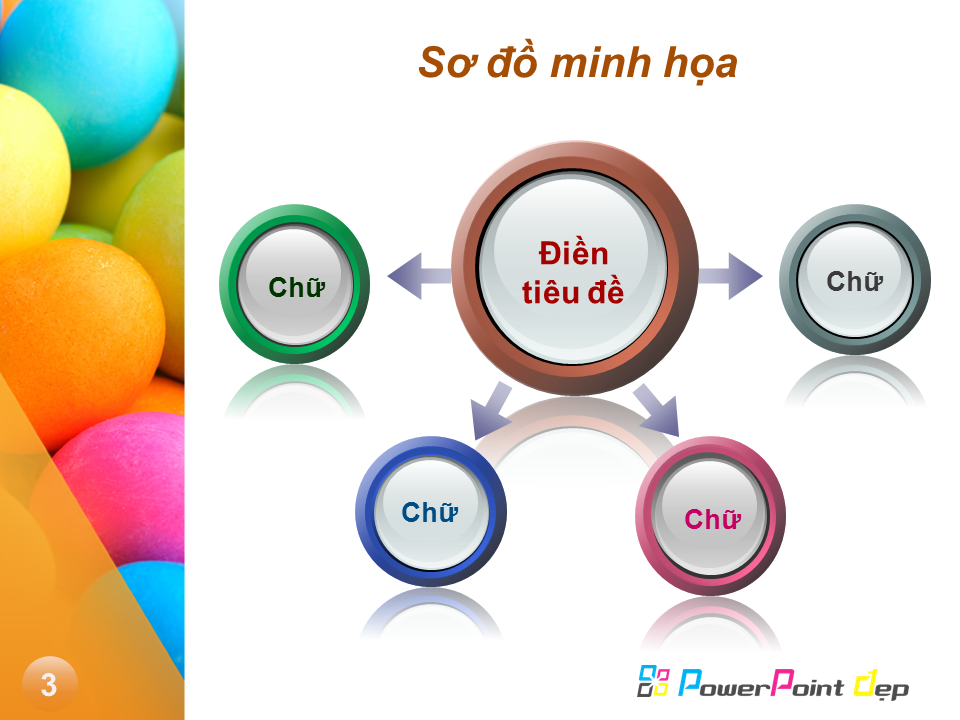 Sơ đồ minh họa
Điền
tiêu đề
Chữ
Chữ
Chữ
Chữ
3
PowerPoint đẹp